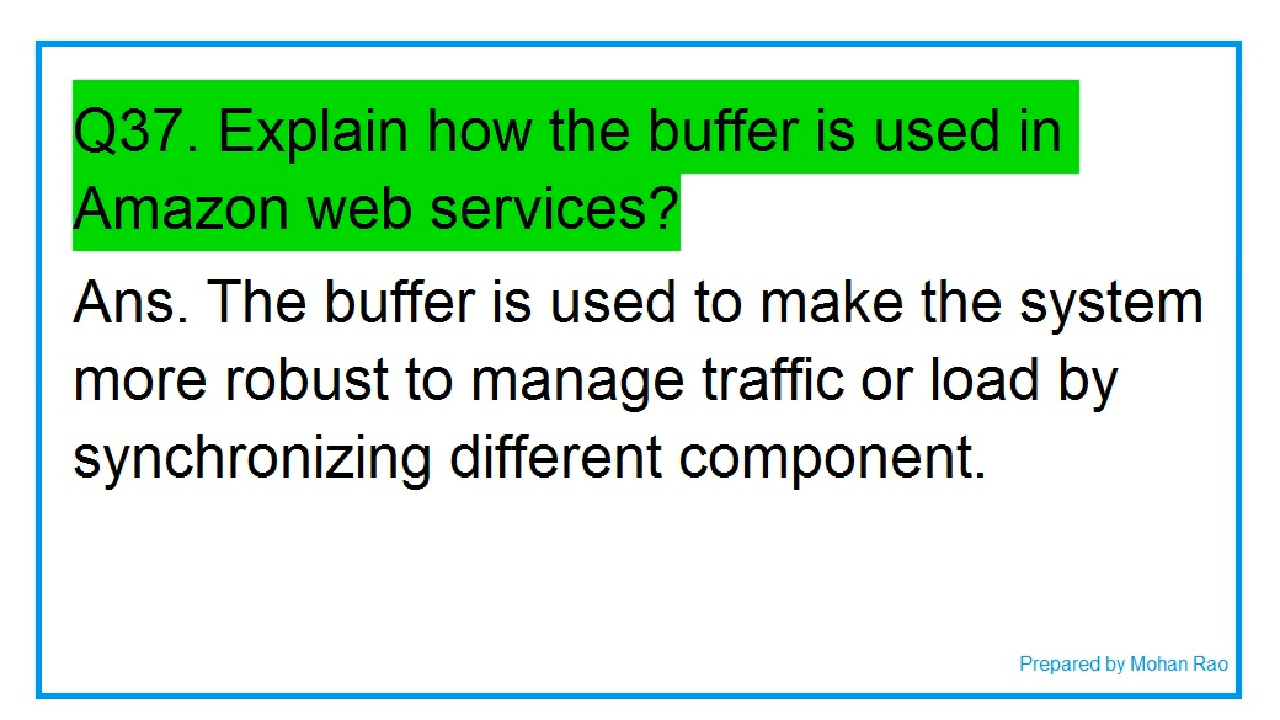 Q37. Explain how the buffer is used in
Amazon web services?
Ans. The buffer is used to make the system
more robust to manage traffic or load by
synchronizing different component.
Prepared by Mohan Rao